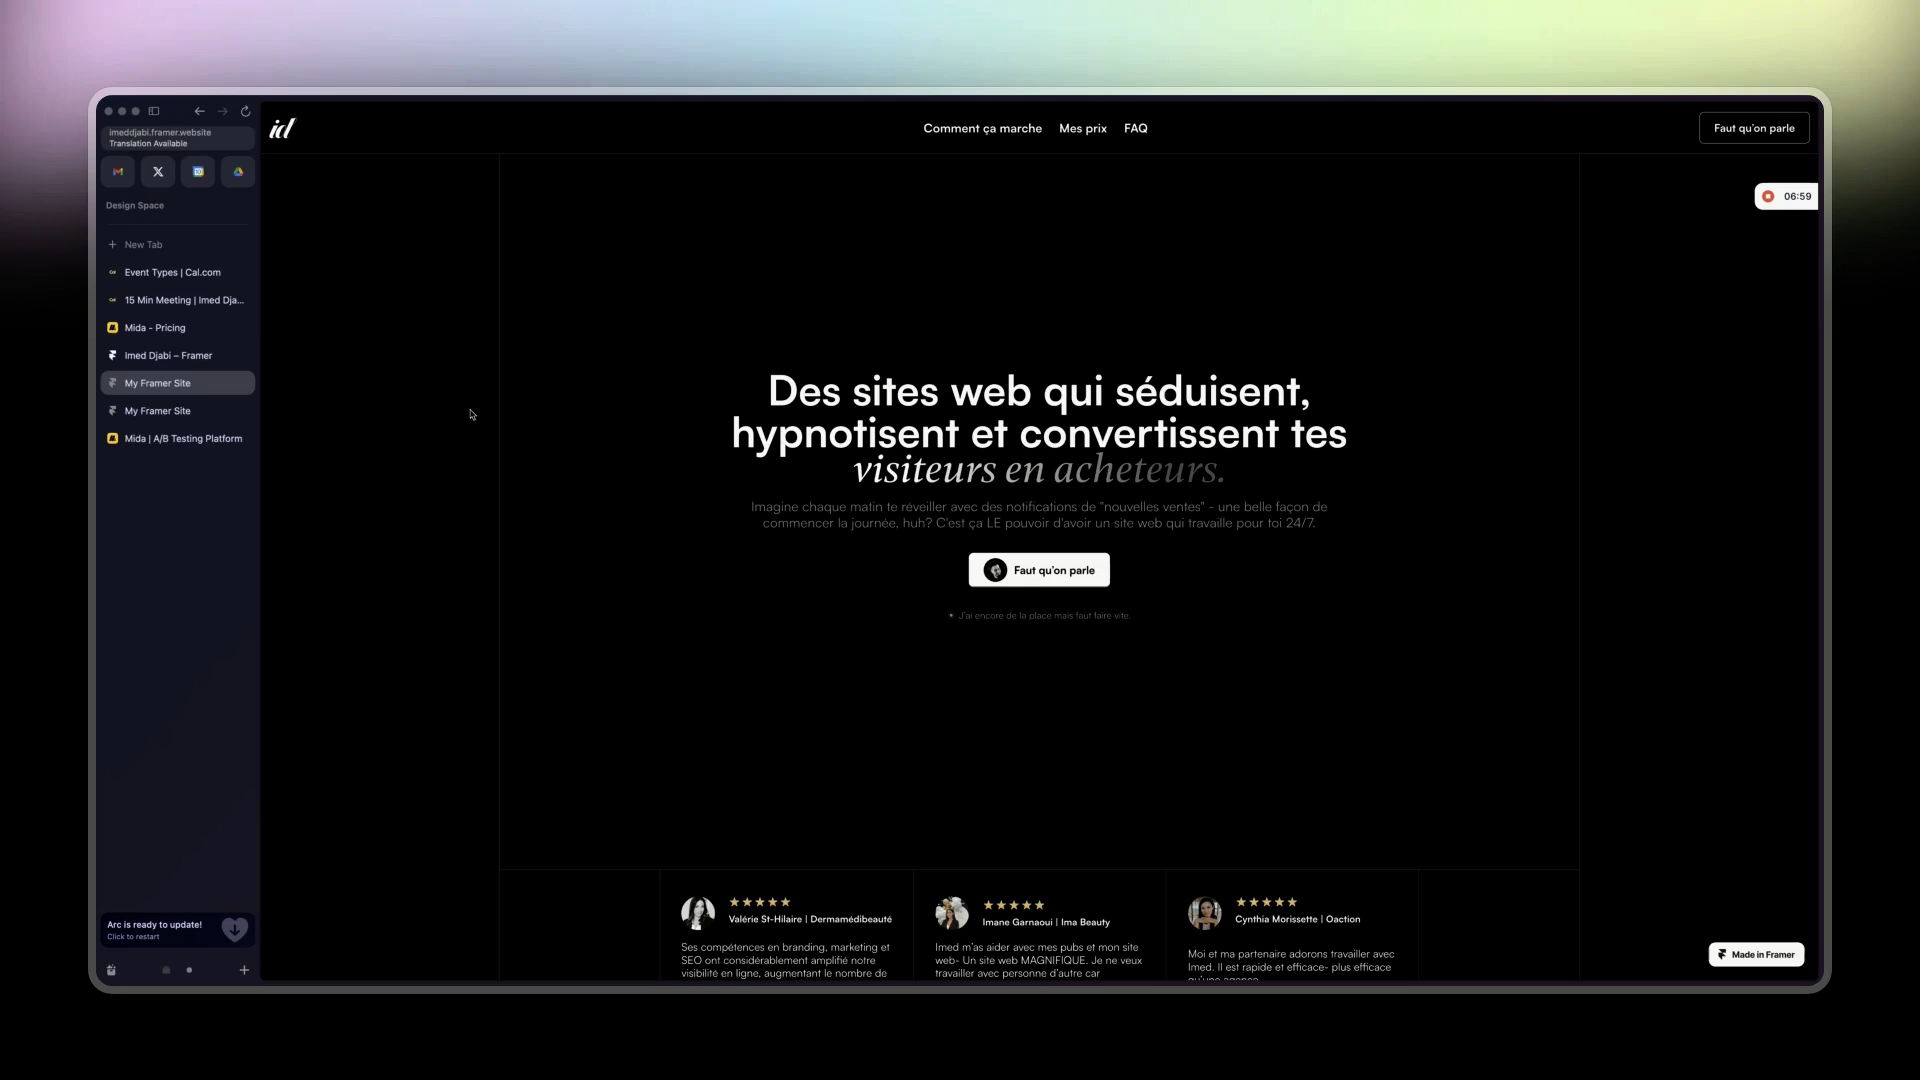 imeddjabi.framer.website
Translation Available
Design Space
New Tab
Event Types | Cal.com
15 Min Meeting | Imed Dja...
Mida - Pricing
Imed Djabi – Framer
My Framer Site
My Framer Site
Mida | A/B Testing Platform
Arc is ready to update!
Click to restart
id
Comment ça marche
Mes prix
FAQ
Faut qu'on parle
06:59
Des sites web qui séduisent,
hypnotisent et convertissent tes
visiteurs en acheteurs.
Imagine chaque matin te réveiller avec des notifications de "nouvelles ventes" - une belle façon de
commencer la journée, huh? C'est ça LE pouvoir d'avoir un site web qui travaille pour toi 24/7.
Faut qu'on parle
J'ai encore de la place mais faut faire vite.
Valérie St-Hilaire | Dermamédibeauté
Ses compétences en branding, marketing et
SEO ont considérablement amplifié notre
visibilité en ligne, augmentant le nombre de
Imane Garnaoui | Ima Beauty
Imed m'as aider avec mes pubs et mon site
web- Un site web MAGNIFIQUE. Je ne veux
travailler avec personne d'autre car
Cynthia Morissette | Oaction
Moi et ma partenaire adorons travailler avec
Imed. Il est rapide et efficace- plus efficace
qu'une agence
Made in Framer